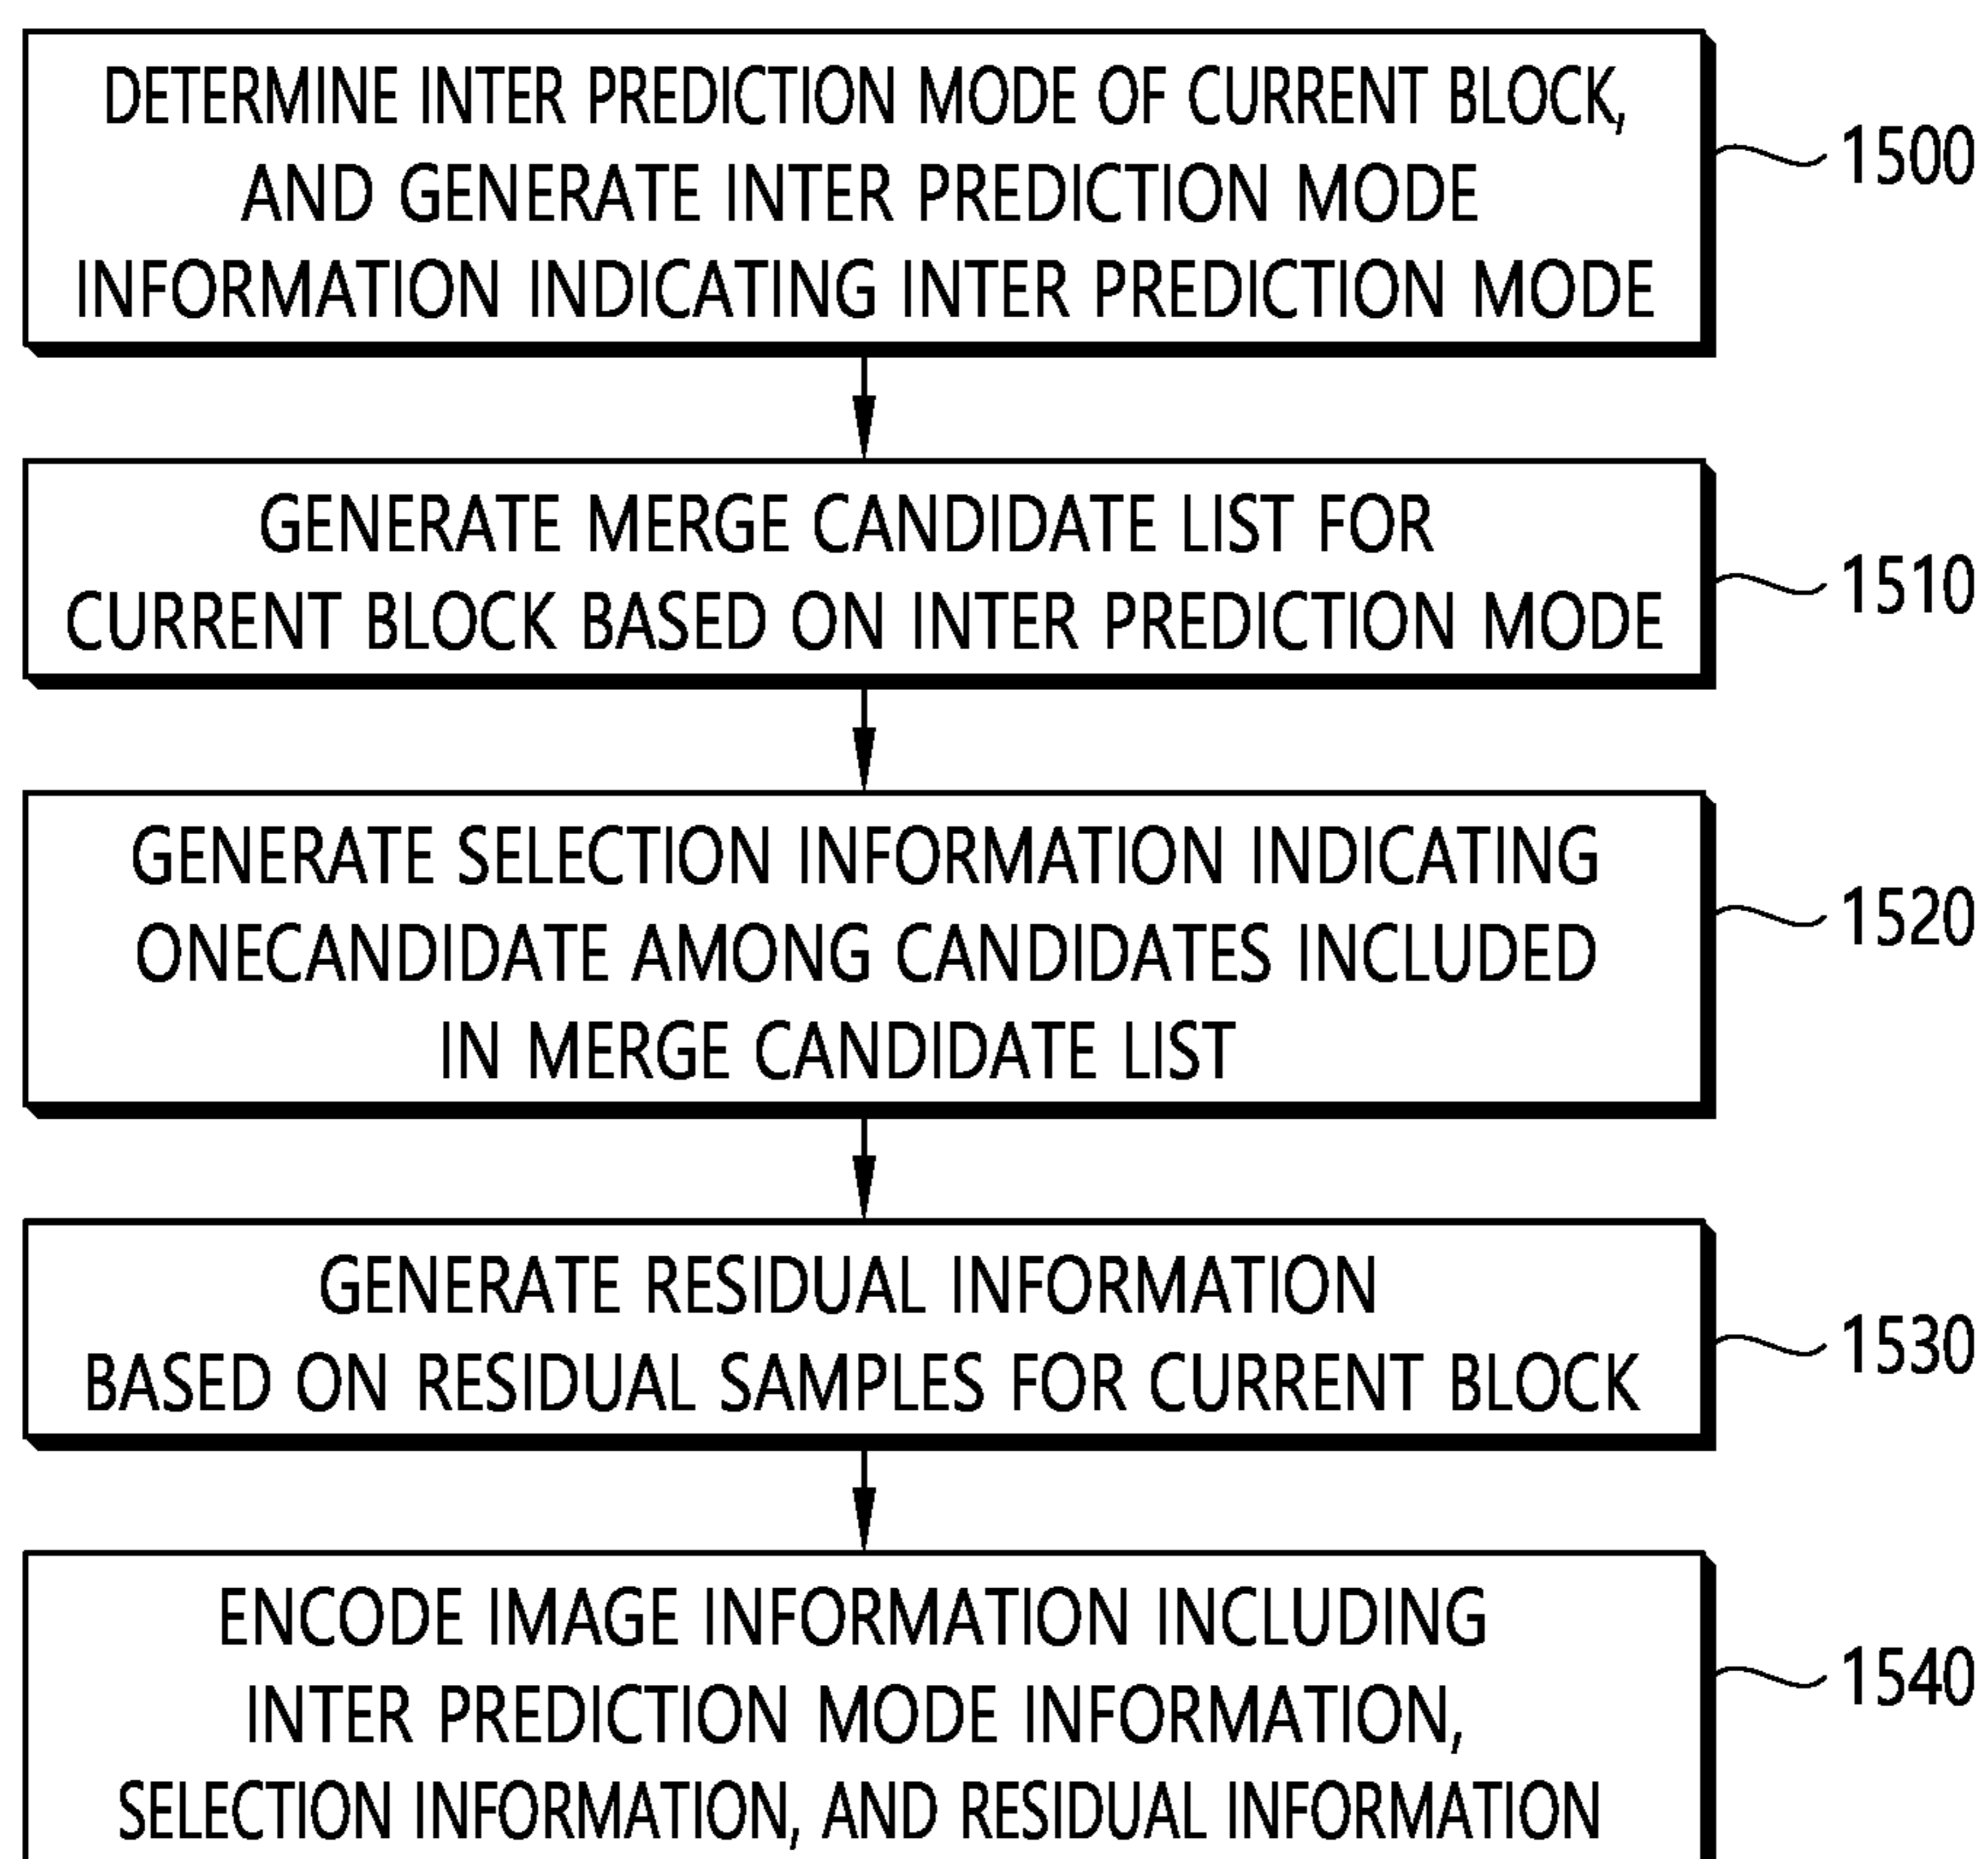 DETERMINE INTER PREDICTION MODE OF CURRENT BLOCK,
AND GENERATE INTER PREDICTION MODE
INFORMATION INDICATING INTER PREDICTION MODE
1500
GENERATE MERGE CANDIDATE LIST FOR
CURRENT BLOCK BASED ON INTER PREDICTION MODE
1510
GENERATE SELECTION INFORMATION INDICATING
ONECANDIDATE AMONG CANDIDATES INCLUDED
IN MERGE CANDIDATE LIST
1520
GENERATE RESIDUAL INFORMATION
BASED ON RESIDUAL SAMPLES FOR CURRENT BLOCK
1530
ENCODE IMAGE INFORMATION INCLUDING
INTER PREDICTION MODE INFORMATION,
SELECTION INFORMATION, AND RESIDUAL INFORMATION
1540